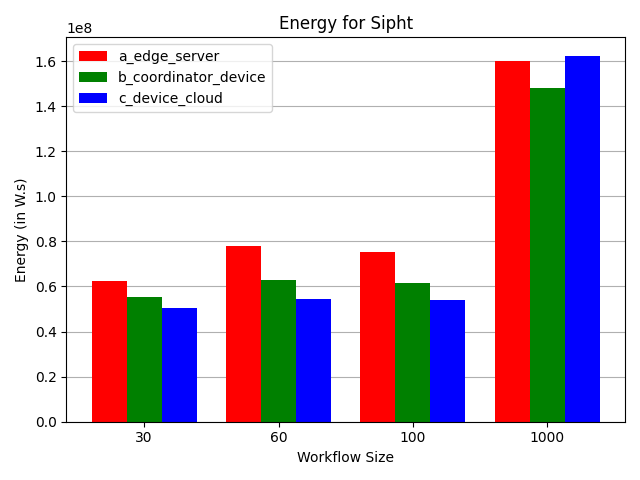 Energy for Sipht
1e8
a_edge_server
b_coordinator_device
c_device_cloud
1.6
1.4
1.2
1.0
0.8
0.6
0.4
0.2
0.0
Energy (in W.s)
30 60 100 1000
Workflow Size